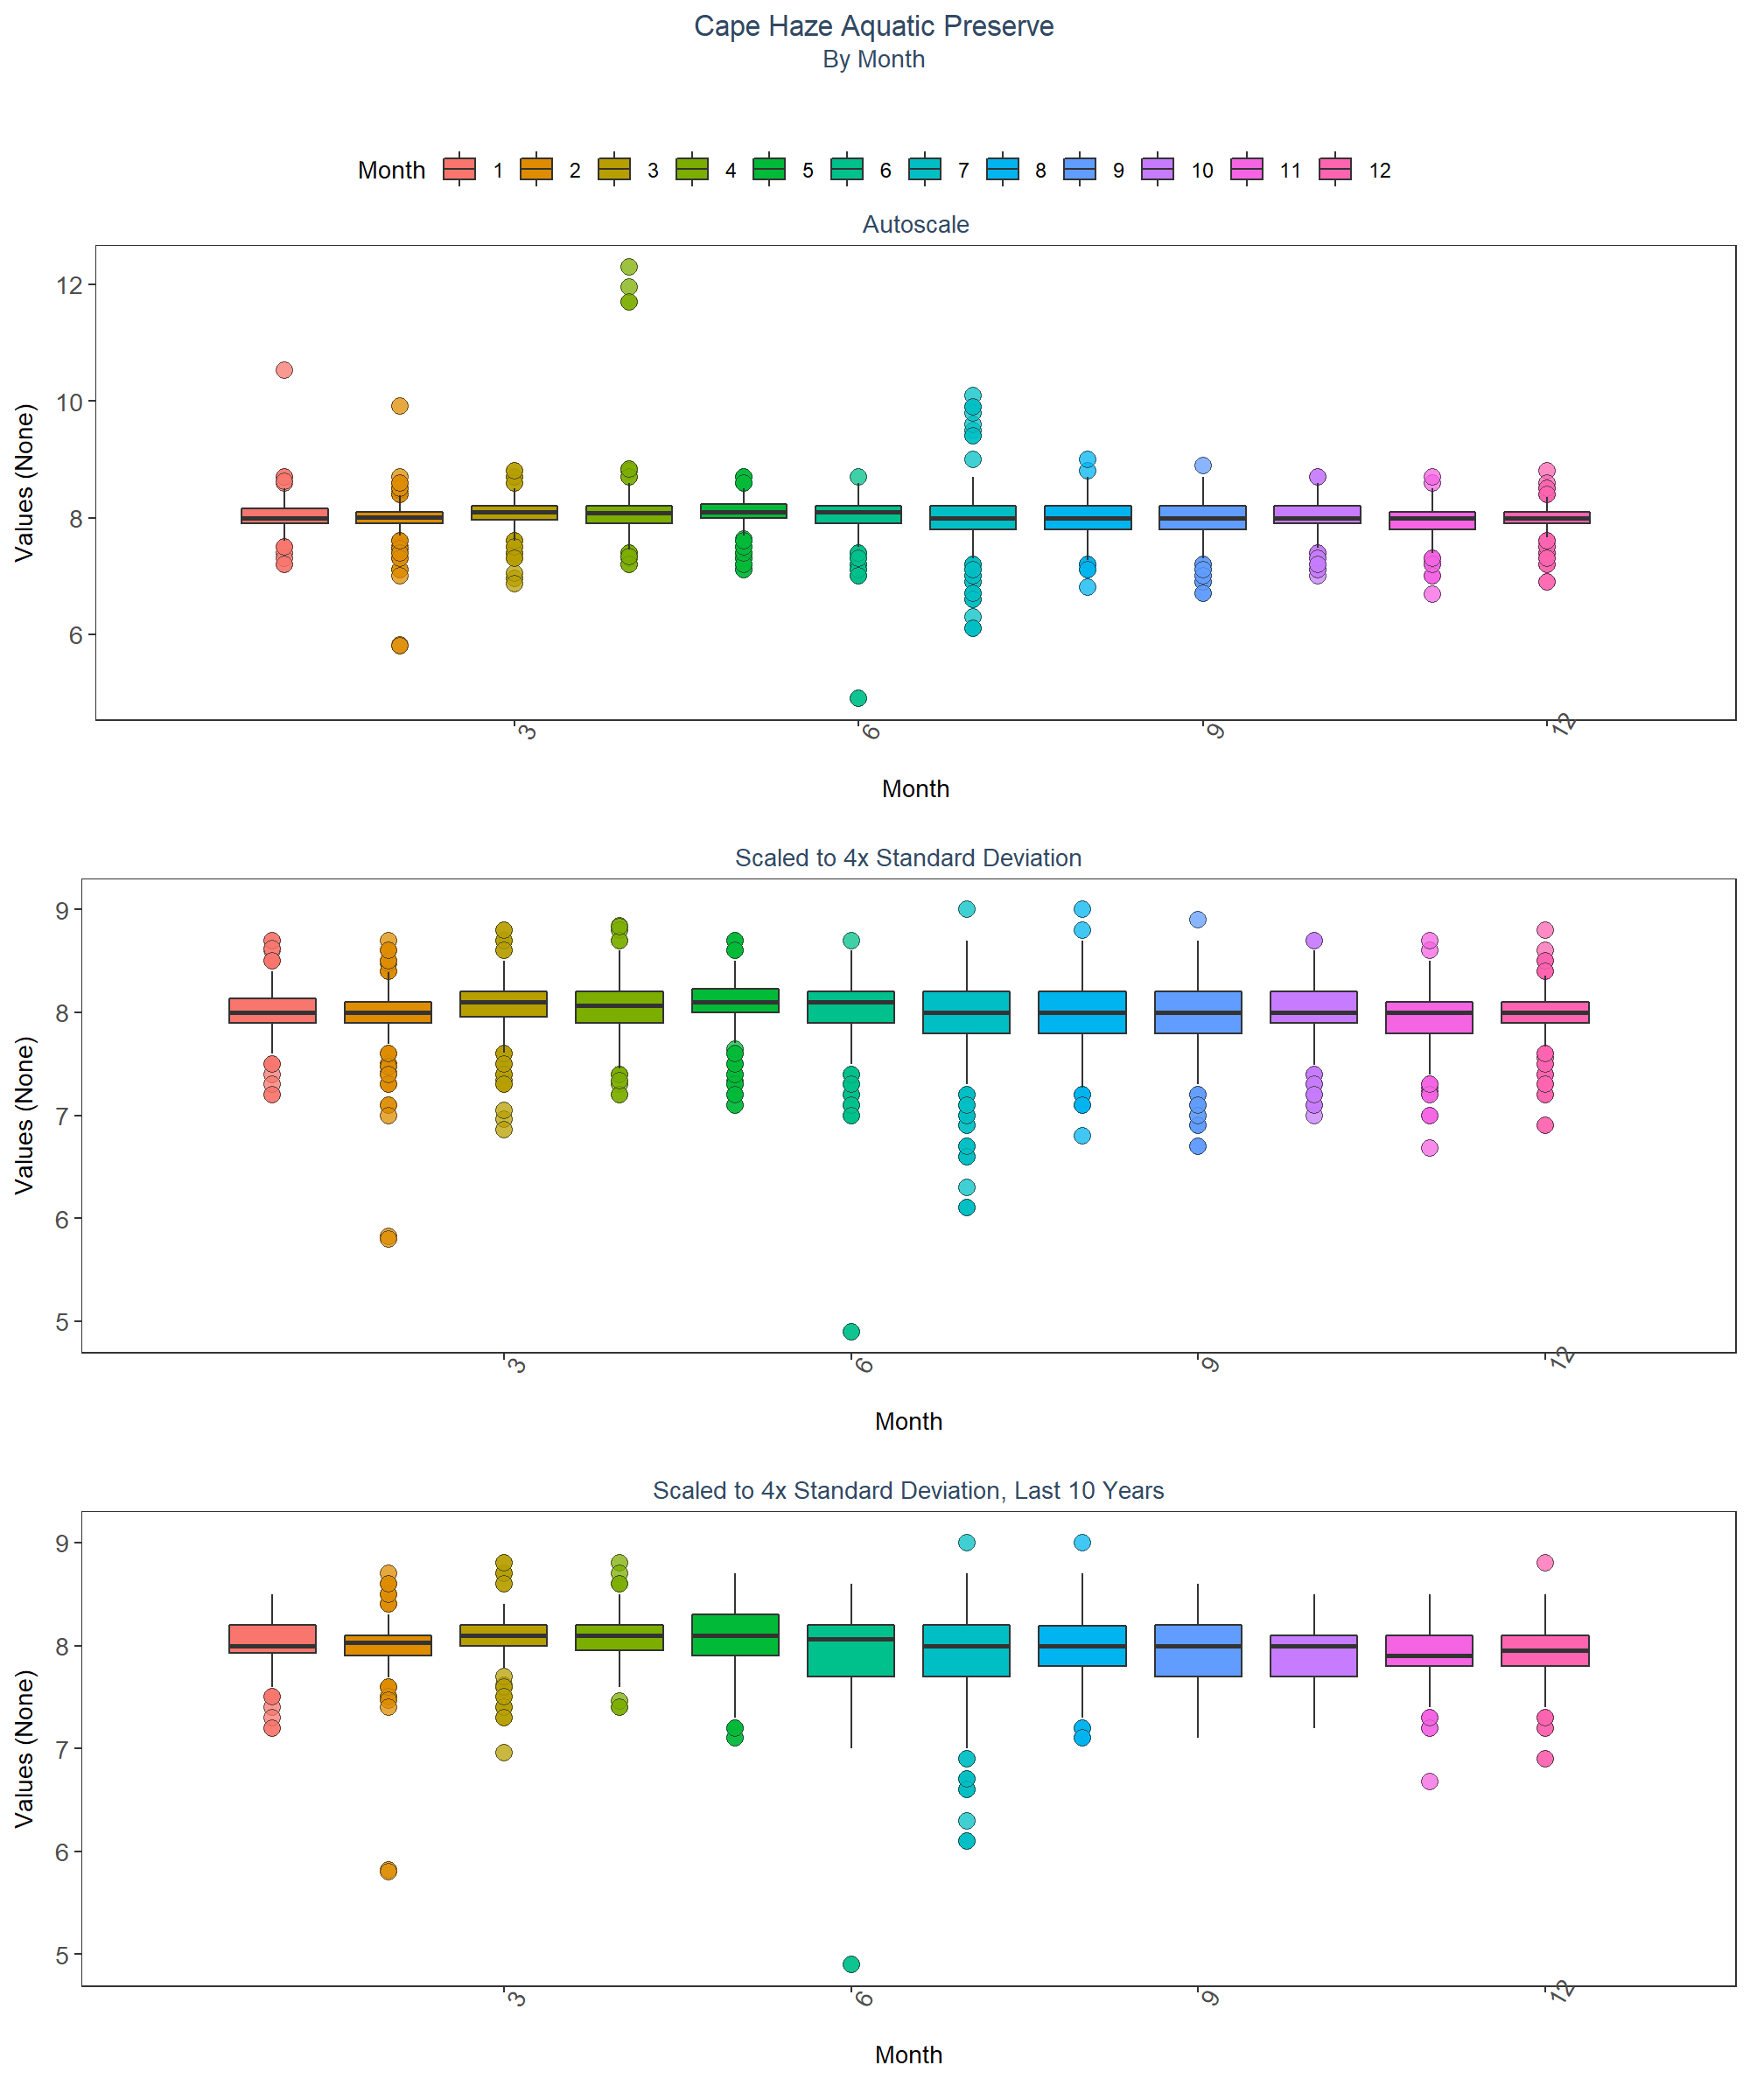 Cape Haze Aquatic Preserve
By Month
Month 1 2 3 4 5 6 7 8 9 10 11 12
Autoscale
Values (None)
12
10
8
6
3 6 9 12
Month
Scaled to 4x Standard Deviation
Values (None)
9
8
7
6
5
3 6 9 12
Month
Scaled to 4x Standard Deviation, Last 10 Years
Values (None)
9
8
7
6
5
3 6 9 12
Month